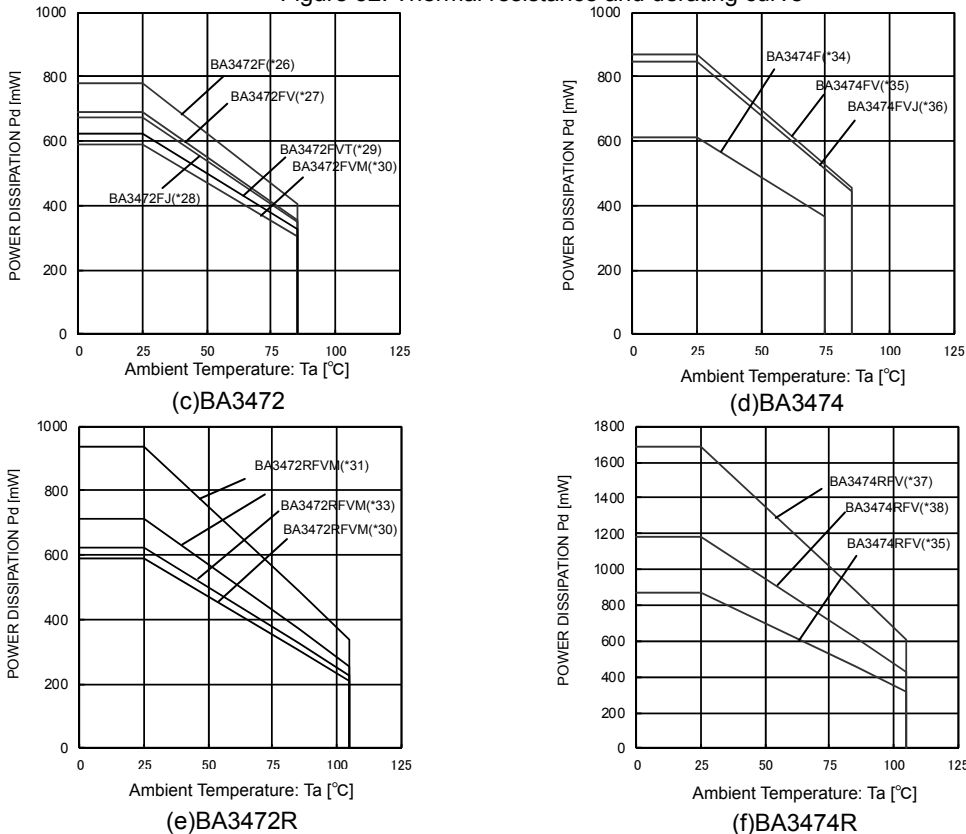 Figure Thermal resistance and derating curve
1000
800
600
400
200
0
POWER DISSIPATION Pd [mW]
BA3472F(*26)
BA3472FV(*27)
BA3472FVT(*29)
BA3472FVM(*30)
BA3472FJ(*28)
0 25 50 75 100 125
Ambient Temperature: Ta [°C]
(c)BA3472
1000
800
600
400
200
0
POWER DISSIPATION Pd [mW]
BA3474F(*34)
BA3474FV(*35)
BA3474FVJ(*36)
0 25 50 75 100 125
Ambient Temperature: Ta [°C]
(d)BA3474
1000
800
600
400
200
0
POWER DISSIPATION Pd [mW]
BA3472RFVM(*31)
BA3472RFVM(*33)
BA3472RFVM(*30)
0 25 50 75 100 125
Ambient Temperature: Ta [°C]
(e)BA3472R
1800
1600
1400
1200
1000
800
600
400
200
0
POWER DISSIPATION Pd [mW]
BA3474RFV(*37)
BA3474RFV(*38)
BA3474RFV(*35)
0 25 50 75 100 125
Ambient Temperature: Ta [°C]
(f)BA3474R